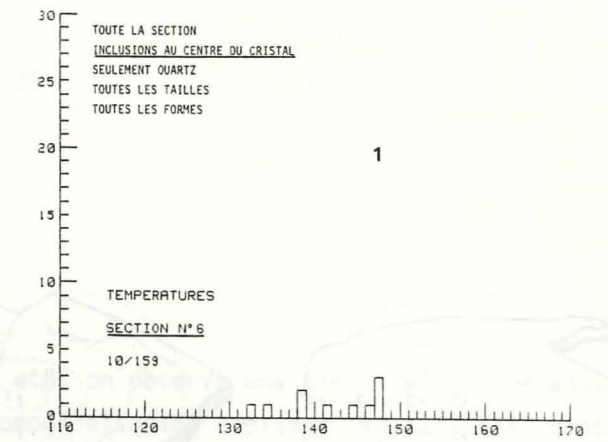 30
TOUTE LA SECTION
INCLUSIONS AU CENTRE DU CRISTAL
25
SEULEMENT QUARTZ
TOUTES LES TAILLES
TOUTES LES FORMES
20
1
15
10
TEMPERATURES
SECTION N°6
5
10/159
0
110 120 130 140 150 160 170